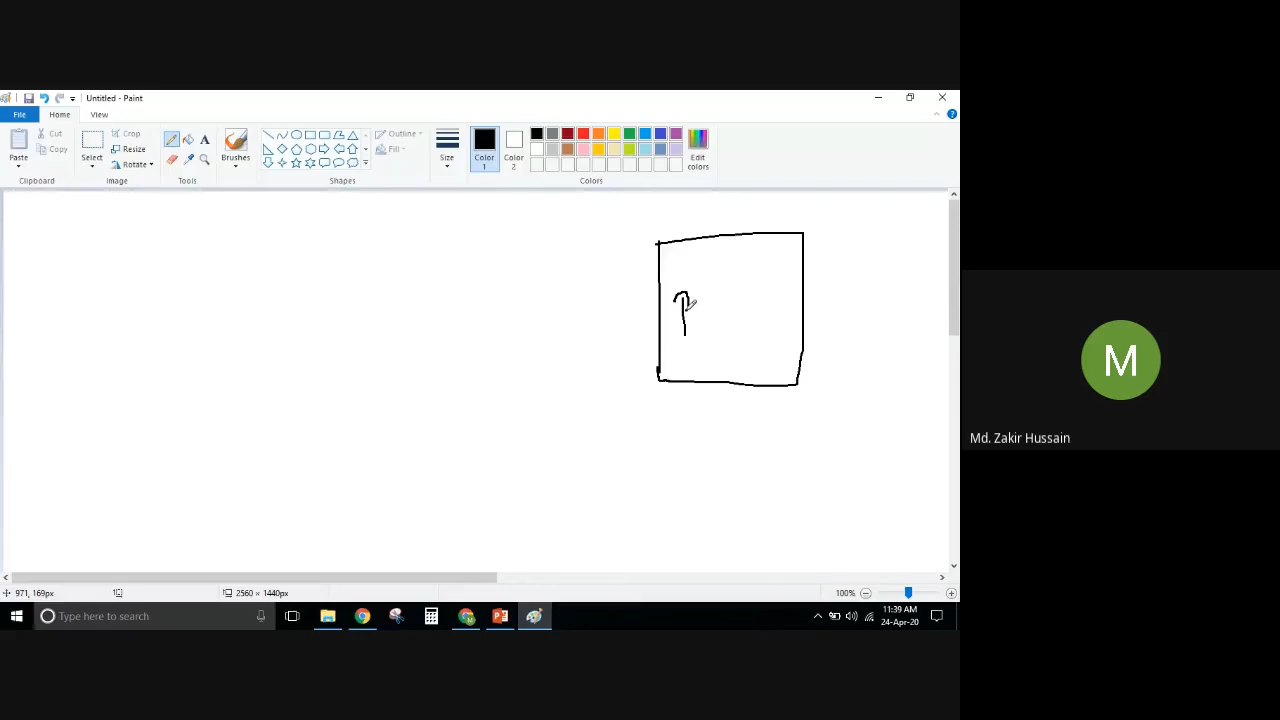 Untitled - Paint
File Home View
Paste
Cut
Copy
Clipboard
Select
Crop
Resize
Rotate
Image
Tools
Brushes
Shapes
Outline
Fill
Size
Color 1
Color 2
Edit colors
Colors
M
Md. Zakir Hussain
971, 169px
2560 × 1440px
100%
Type here to search
11:39 AM
24-Apr-20